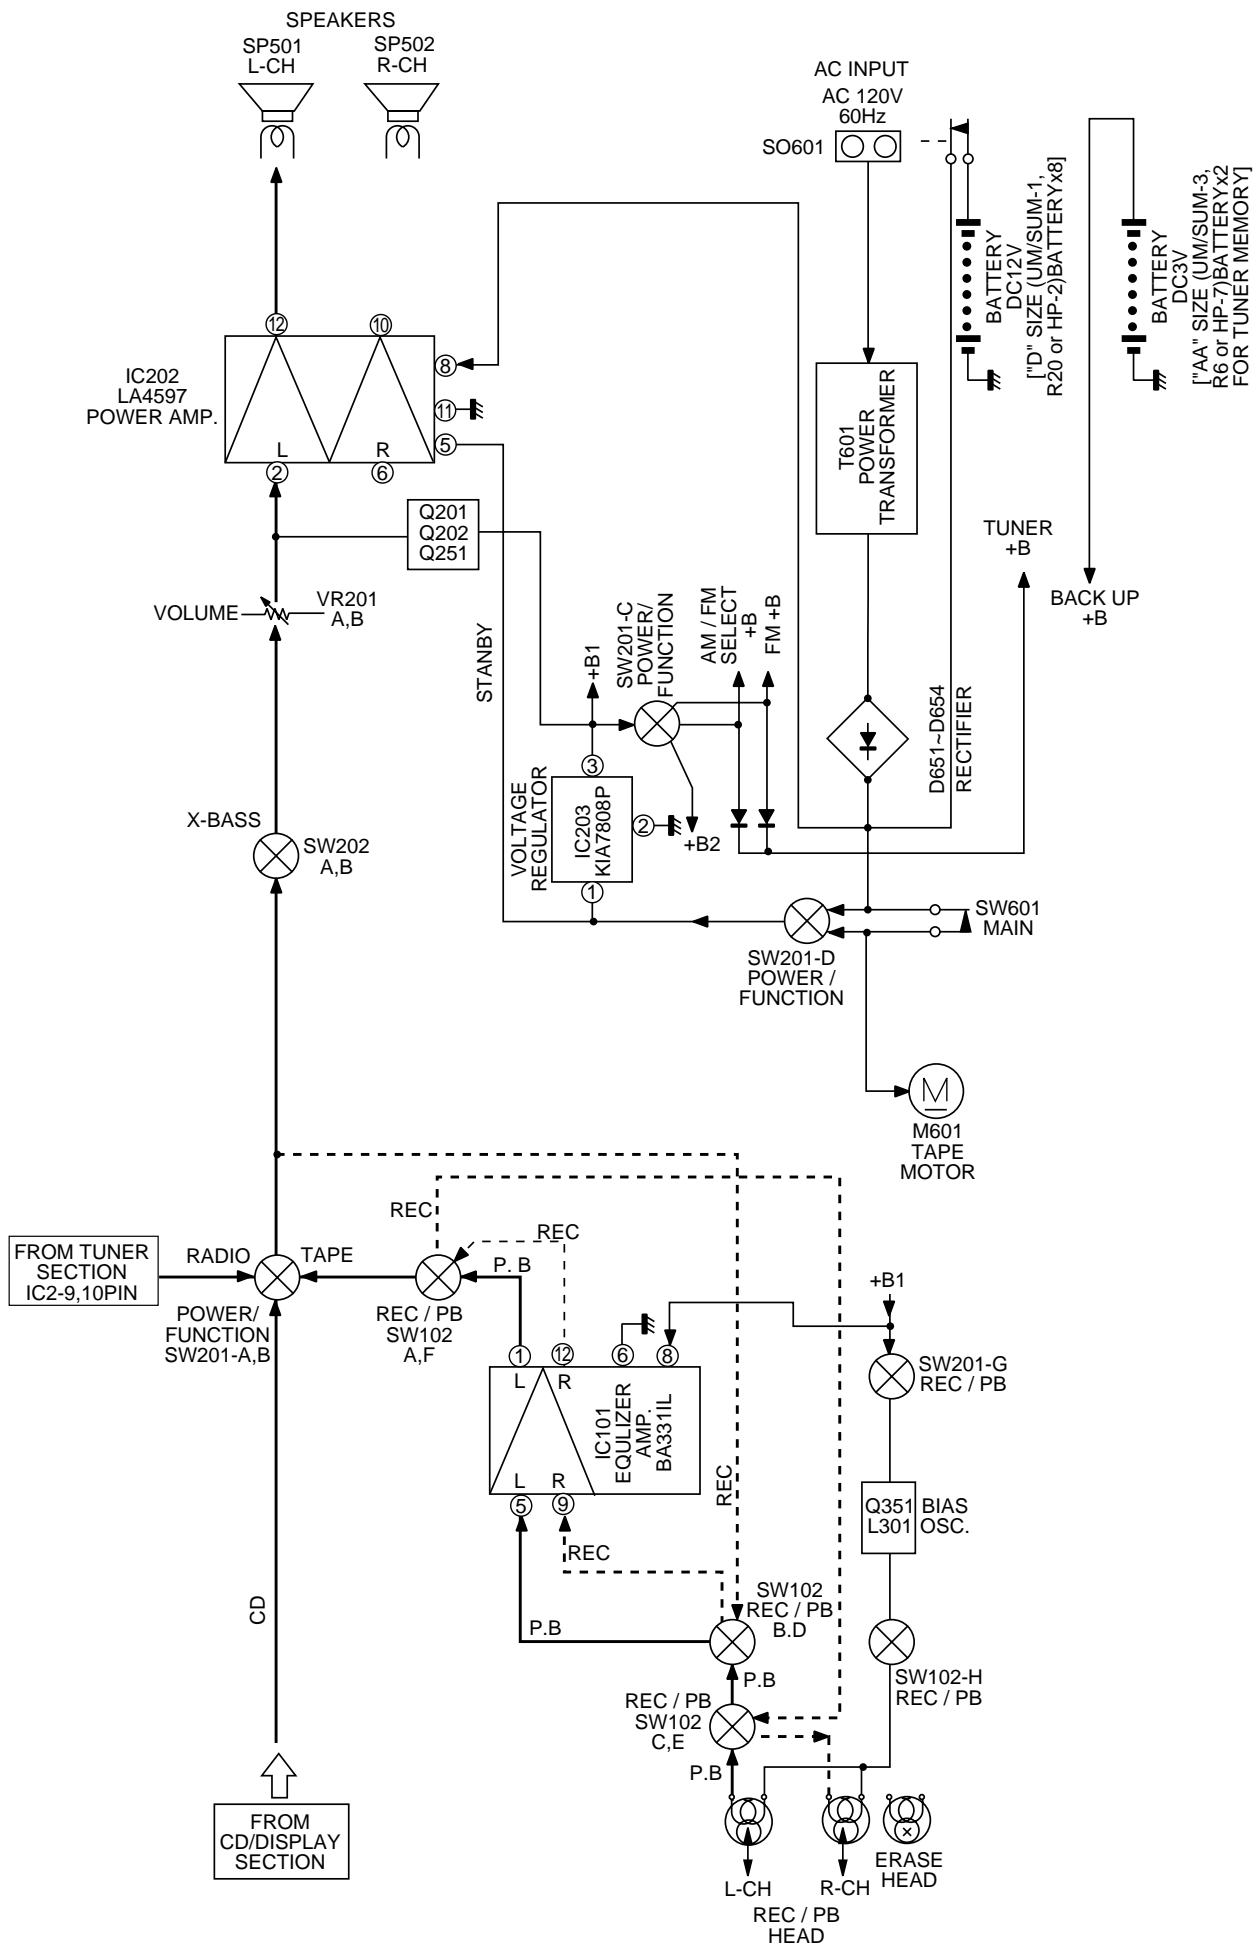 SPEAKERS
SP501
L-CH
SP502
R-CH
AC INPUT
AC 120V
60Hz
SO601
BATTERY
DC12V
["D" SIZE (UM/SUM-1,
R20 or HP-2)BATTERYx8]
BATTERY
DC3V
["AA" SIZE (UM/SUM-3,
R6 or HP-7)BATTERYx2
FOR TUNER MEMORY]
12
10
IC202
LA4597
POWER AMP.
8
11
5
L
R
2
6
T601
POWER
TRANSFORMER
Q201
Q202
Q251
TUNER
+B
BACK UP
+B
VOLUME
VR201
A,B
STANBY
+B1
SW201-C
POWER/
FUNCTION
AM / FM
SELECT
+B
FM +B
D651~D654
RECTIFIER
3
VOLTAGE
REGULATOR
IC203
KIA7808P
2
+B2
1
X-BASS
SW202
A,B
SW601
MAIN
SW201-D
POWER /
FUNCTION
M
M601
TAPE
MOTOR
REC
REC
FROM TUNER
SECTION
IC2-9,10PIN
RADIO
TAPE
P. B
POWER/
FUNCTION
SW201-A,B
REC / PB
SW102
A,F
+B1
1
12
6
8
SW201-G
REC / PB
L
R
IC101
EQULIZER
AMP.
BA331IL
L
R
5
9
REC
REC
Q351
L301
BIAS
OSC.
CD
P.B
SW102
REC / PB
B.D
P.B
SW102-H
REC / PB
REC / PB
SW102
C,E
P.B
FROM
CD/DISPLAY
SECTION
L-CH
R-CH
ERASE
HEAD
REC / PB
HEAD